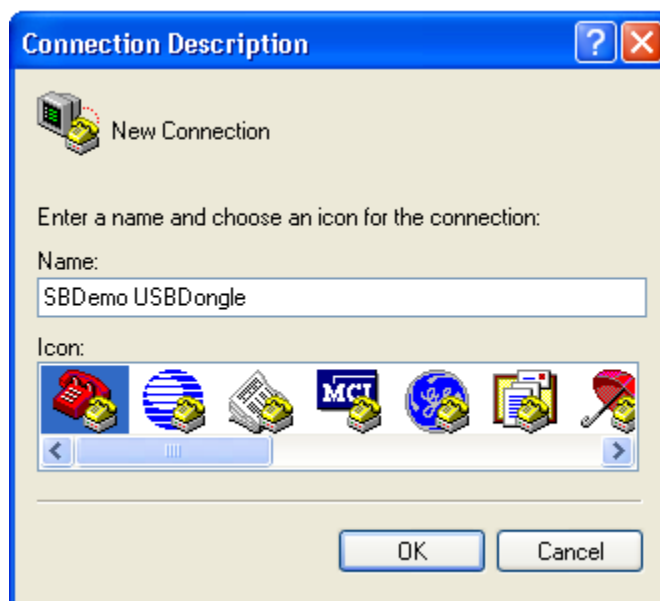 Connection Description
New Connection
Enter a name and choose an icon for the connection:
Name:
SBDemo USBDongle
Icon:
MCI
OK
Cancel